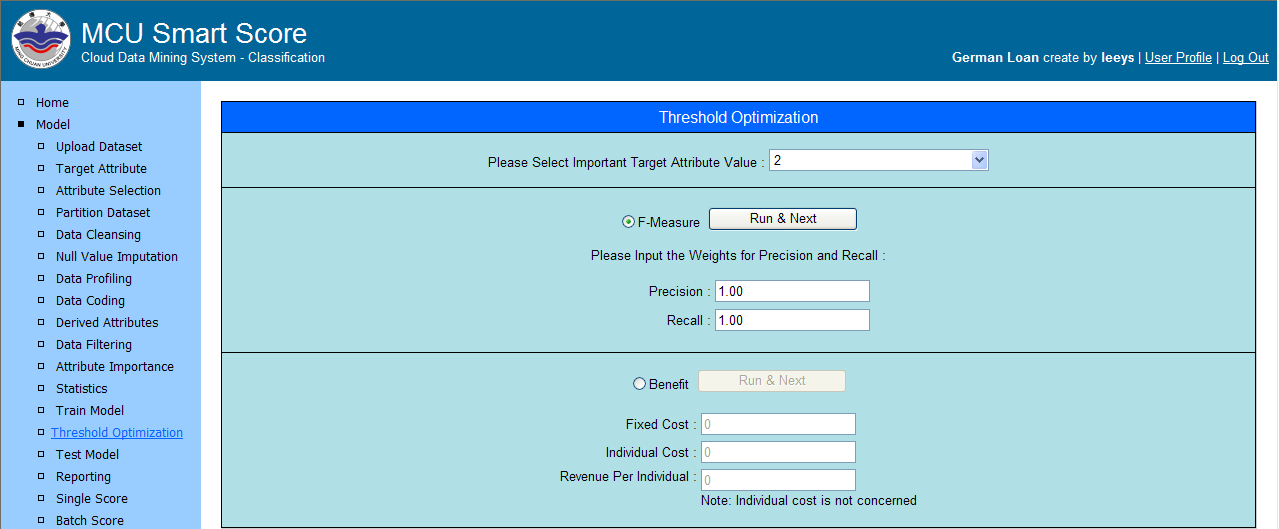 MCU Smart Score
Cloud Data Mining System - Classification
German Loan create by leeys | User Profile | Log Out
MING CHUAN UNIVERSITY
Home
Model
Upload Dataset
Target Attribute
Attribute Selection
Partition Dataset
Data Cleansing
Null Value Imputation
Data Profiling
Data Coding
Derived Attributes
Data Filtering
Attribute Importance
Statistics
Train Model
Threshold Optimization
Test Model
Reporting
Single Score
Batch Score
Threshold Optimization
Please Select Important Target Attribute Value : 2
F-Measure Run & Next
Please Input the Weights for Precision and Recall :
Precision : 1.00
Recall : 1.00
Benefit Run & Next
Fixed Cost : 0
Individual Cost : 0
Revenue Per Individual : 0
Note: Individual cost is not concerned